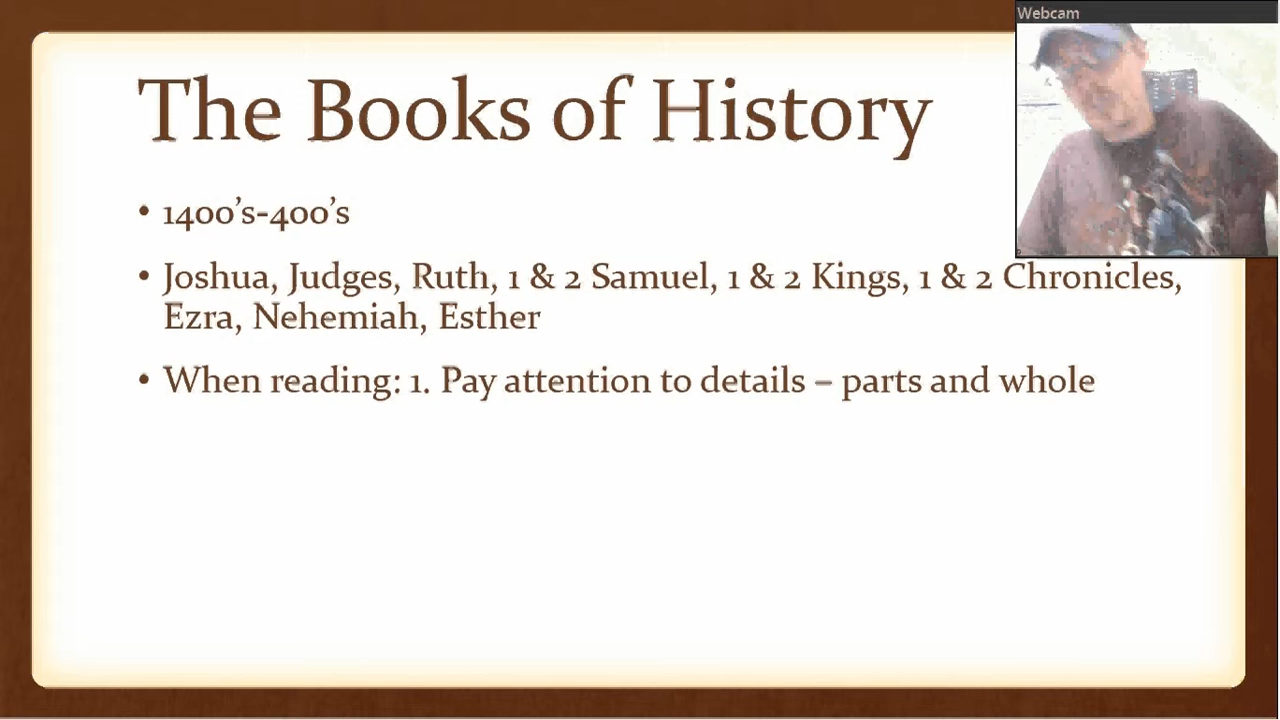 Webcam
The Books of History
• 1400's-400's
• Joshua, Judges, Ruth, 1 & 2 Samuel, 1 & 2 Kings, 1 & 2 Chronicles,
Ezra, Nehemiah, Esther
• When reading: 1. Pay attention to details – parts and whole